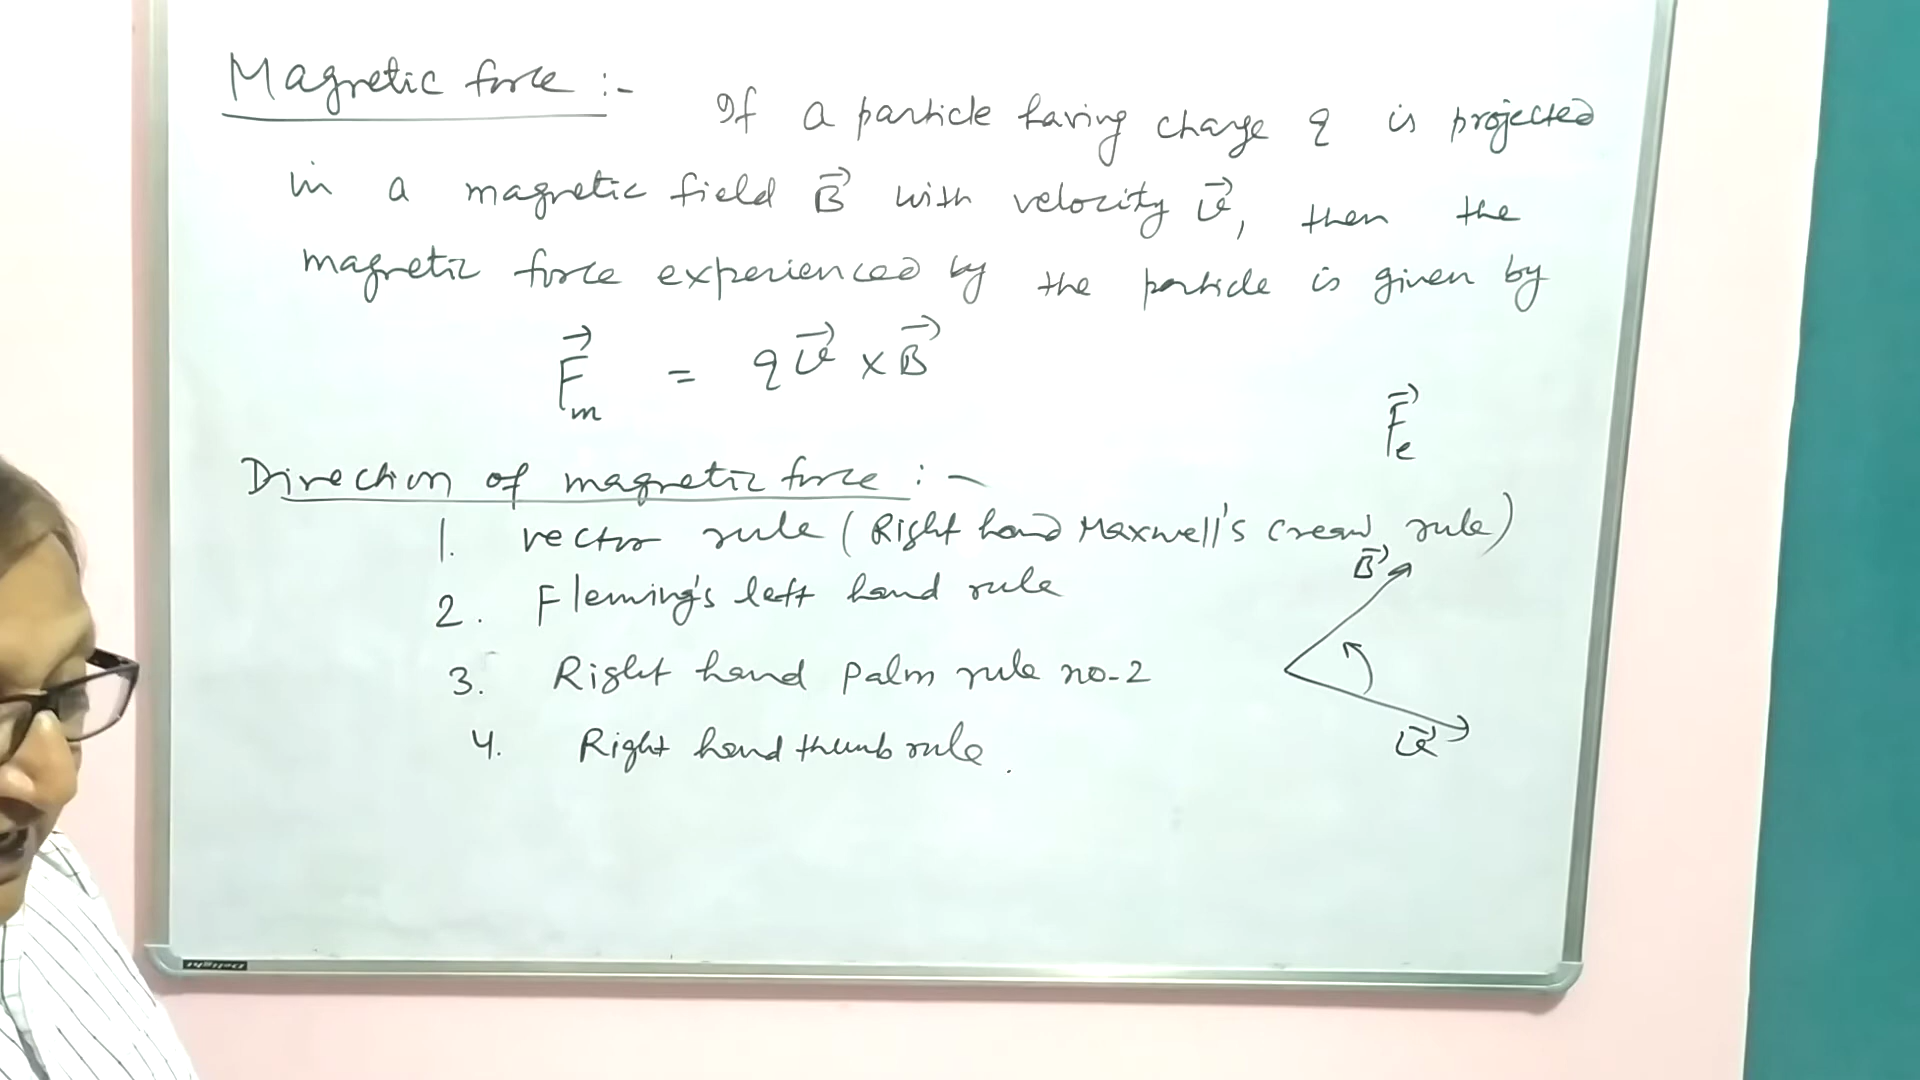 Magnetic force :- If a particle having charge q is projected
in a magnetic field B⃗ with velocity v⃗, then the
magnetic force experienced by the particle is given by
F⃗m = q v⃗ × B⃗
F⃗e
Direction of magnetic force :-
1. vector rule (Right hand Maxwell's crew rule)
2. Fleming's left hand rule
3. Right hand palm rule no-2
4. Right hand thumb rule.
B⃗
v⃗
Delight